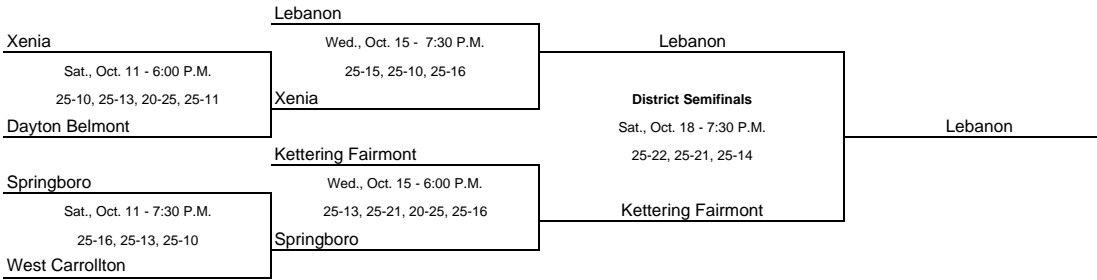 Lebanon
Xenia
Wed., Oct. 15 - 7:30 P.M.
Lebanon
Sat., Oct. 11 - 6:00 P.M.
25-15, 25-10, 25-16
25-10, 25-13, 20-25, 25-11
Xenia
District Semifinals
Dayton Belmont
Sat., Oct. 18 - 7:30 P.M.
Lebanon
Kettering Fairmont
25-22, 25-21, 25-14
Springboro
Wed., Oct. 15 - 6:00 P.M.
Sat., Oct. 11 - 7:30 P.M.
25-13, 25-21, 20-25, 25-16
Kettering Fairmont
25-16, 25-13, 25-10
Springboro
West Carrollton